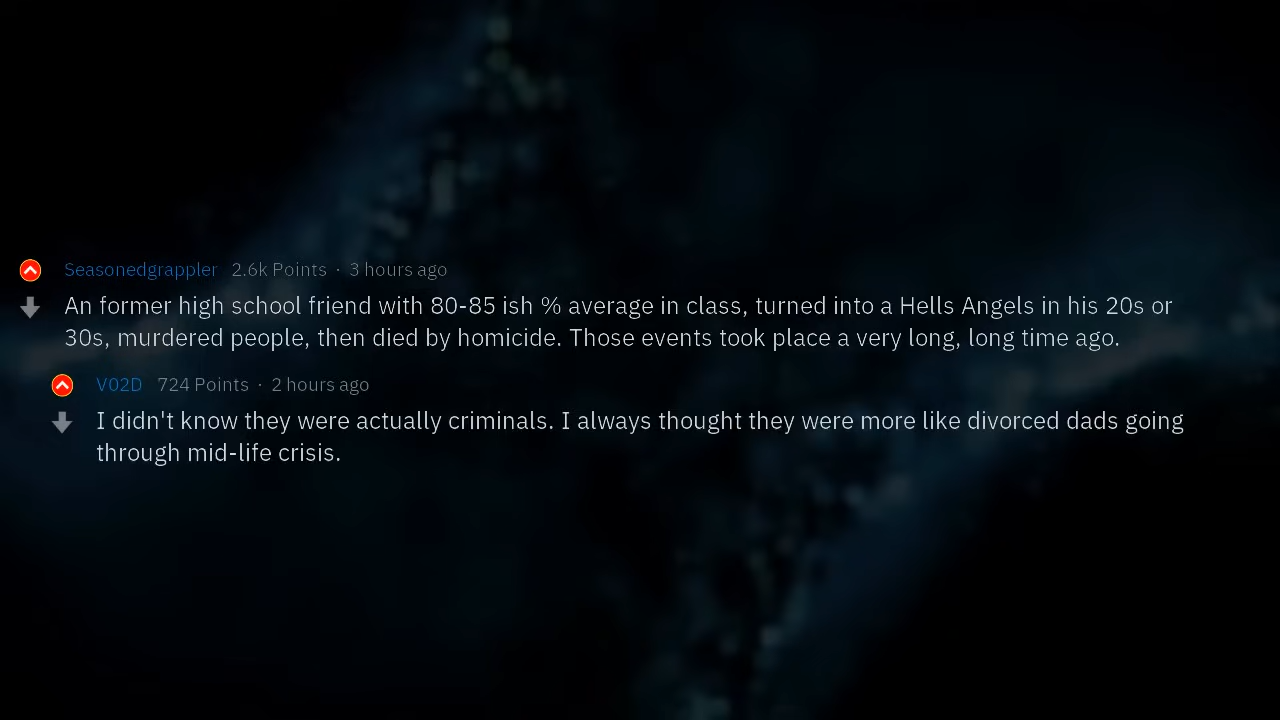 Seasonedgrappler 2.6k Points · 3 hours ago
An former high school friend with 80-85 ish % average in class, turned into a Hells Angels in his 20s or
30s, murdered people, then died by homicide. Those events took place a very long, long time ago.
V02D 724 Points · 2 hours ago
I didn't know they were actually criminals. I always thought they were more like divorced dads going
through mid-life crisis.